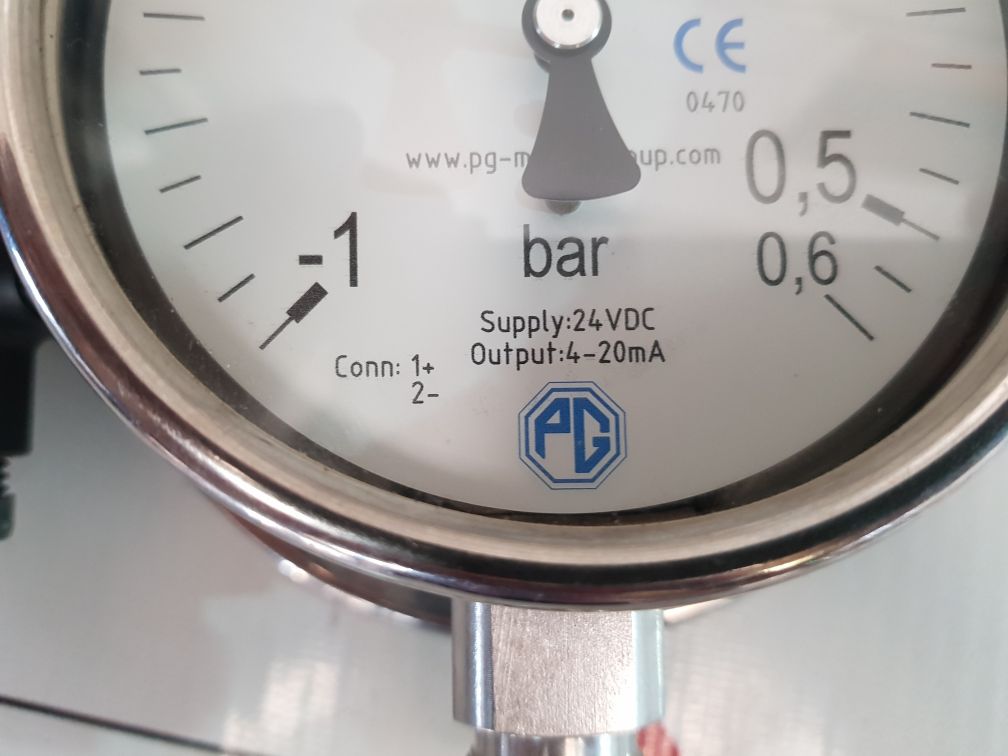 CE
0470
www.pg-m oup.com
0,5
-1
bar
0,6
Supply:24VDC
Output:4-20mA
Conn: 1+
2-
PG